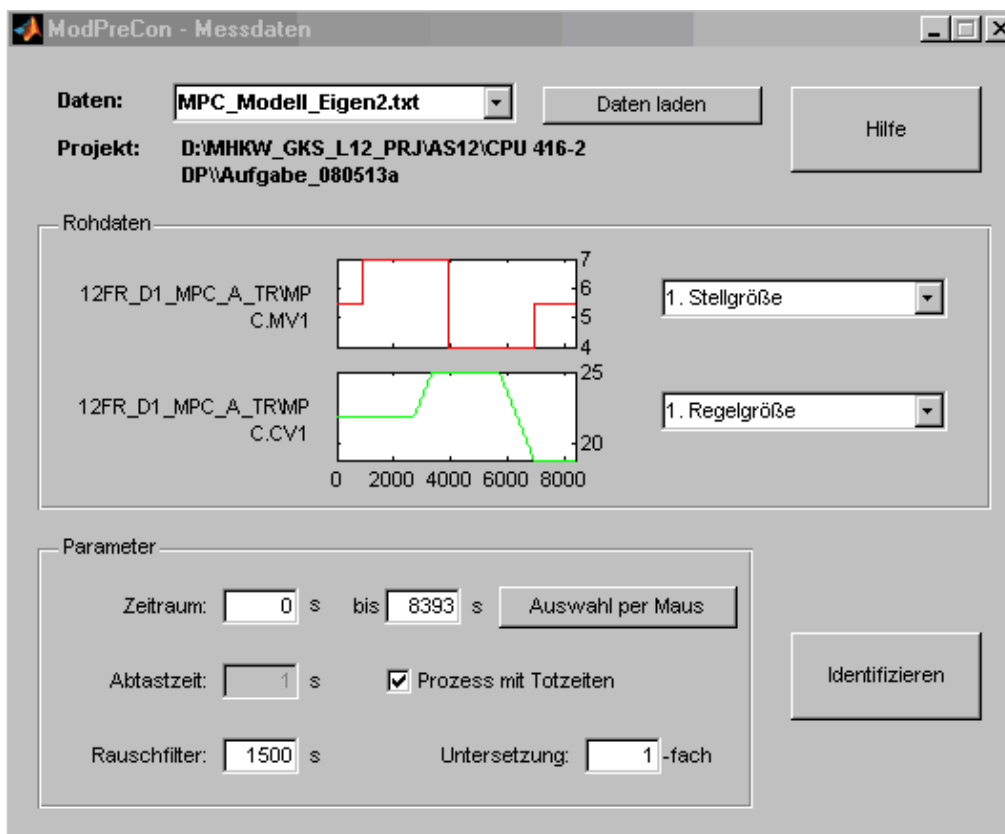 ModPreCon - Messdaten
Daten: MPC_Modell_Eigen2.txt Daten laden Hilfe
Projekt: D:\MHKW_GKS_L12_PRJ\AS12\CPU 416-2
DP\\Aufgabe_080513a
Rohdaten
7
12FR_D1_MPC_A_TR\MP 6 1. Stellgröße
C.MV1 5
4
25
12FR_D1_MPC_A_TR\MP 1. Regelgröße
C.CV1 20
0 2000 4000 6000 8000
Parameter
Zeitraum: 0 s bis 8393 s Auswahl per Maus
Abtastzeit: 1 s Prozess mit Totzeiten Identifizieren
Rauschfilter: 1500 s Untersetzung: 1 -fach